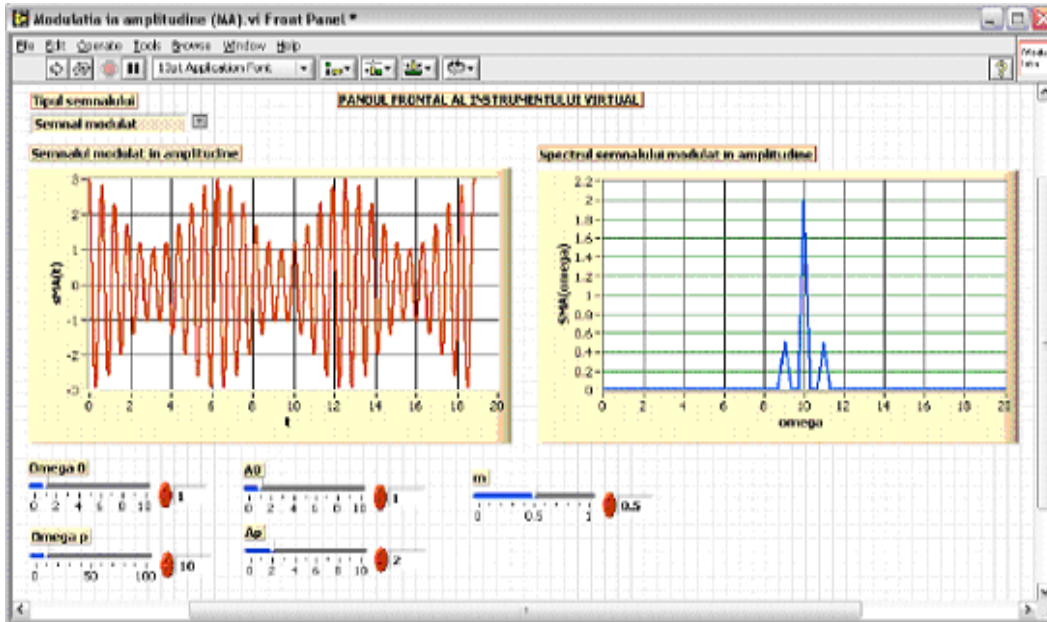 Modulatia in amplitudine (MA).vi Front Panel *
File Edit Operate Tools Browse Window Help
13pt Application Font
Tipul semnalului
PANOUL FRONTAL AL INSTRUMENTULUI VIRTUAL
Semnal modulat
Semnalul modulat in amplitudine
Spectrul semnalului modulat in amplitudine
sMA(t)
3
2
1
0
-1
-2
-3
0 2 4 6 8 10 12 14 16 18 20
t
SMA(omega)
2.2
2
1.8
1.6
1.4
1.2
1
0.8
0.6
0.4
0.2
0
0 2 4 6 8 10 12 14 16 18 20
omega
Omega 0
0 2 4 6 8 10
1
A0
0 2 4 6 8 10
1
m
0 0.5 1
0.5
Omega p
0 50 100
10
Ap
0 2 4 6 8 10
2